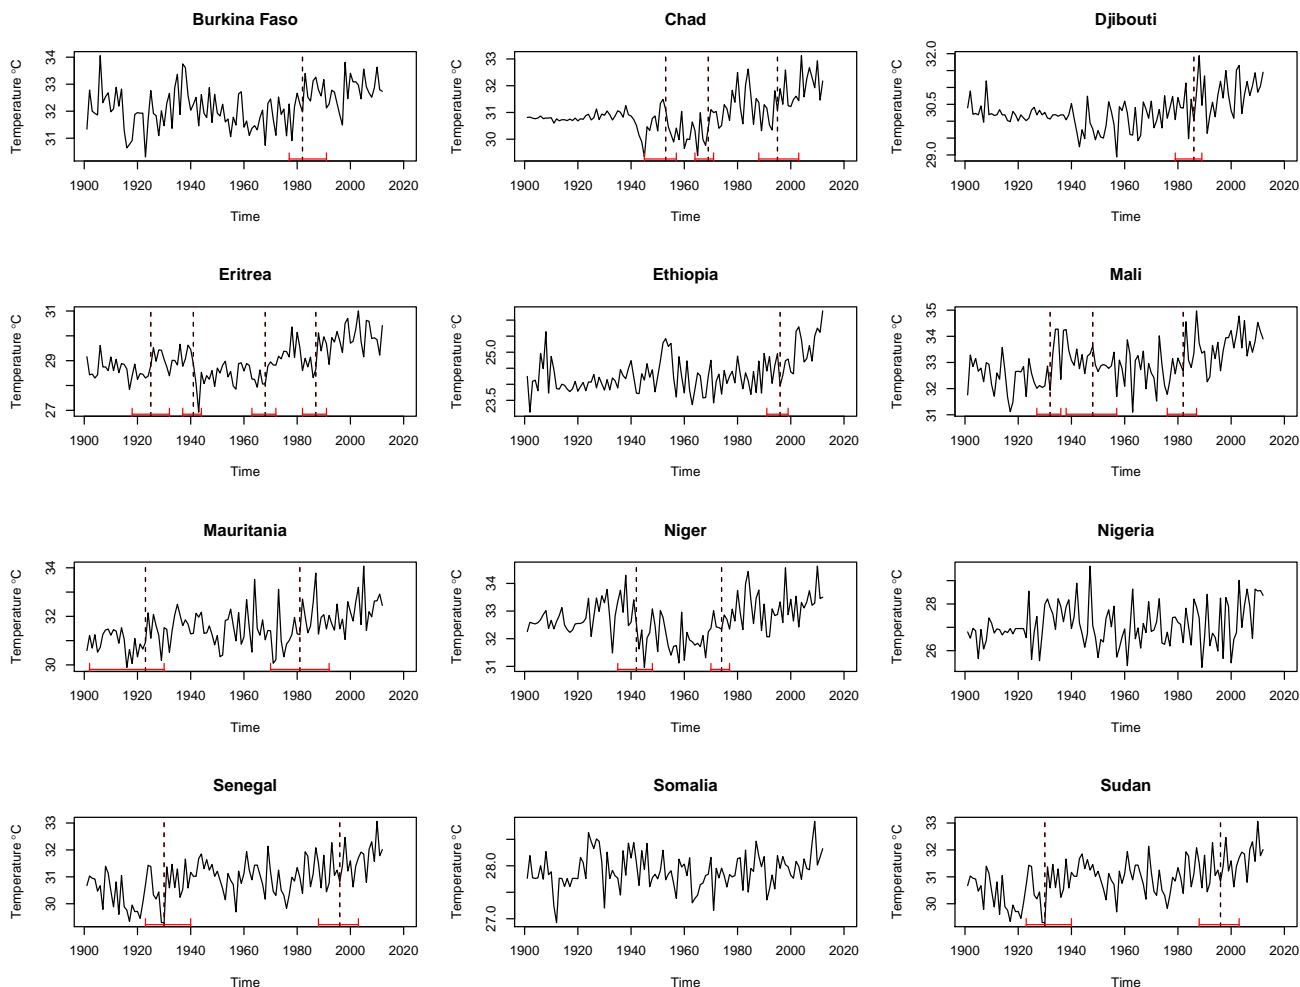 Burkina Faso
Chad
Djibouti
Temperature °C
34
33
32
31
1900 1920 1940 1960 1980 2000 2020
Time
Temperature °C
33
32
31
30
1900 1920 1940 1960 1980 2000 2020
Time
Temperature °C
32.0
30.5
29.0
1900 1920 1940 1960 1980 2000 2020
Time
Eritrea
Ethiopia
Mali
Temperature °C
31
29
27
1900 1920 1940 1960 1980 2000 2020
Time
Temperature °C
25.0
23.5
1900 1920 1940 1960 1980 2000 2020
Time
Temperature °C
35
34
33
32
31
1900 1920 1940 1960 1980 2000 2020
Time
Mauritania
Niger
Nigeria
Temperature °C
34
32
30
1900 1920 1940 1960 1980 2000 2020
Time
Temperature °C
34
33
32
31
1900 1920 1940 1960 1980 2000 2020
Time
Temperature °C
28
26
1900 1920 1940 1960 1980 2000 2020
Time
Senegal
Somalia
Sudan
Temperature °C
33
32
31
30
1900 1920 1940 1960 1980 2000 2020
Time
Temperature °C
28.0
27.0
1900 1920 1940 1960 1980 2000 2020
Time
Temperature °C
33
32
31
30
1900 1920 1940 1960 1980 2000 2020
Time